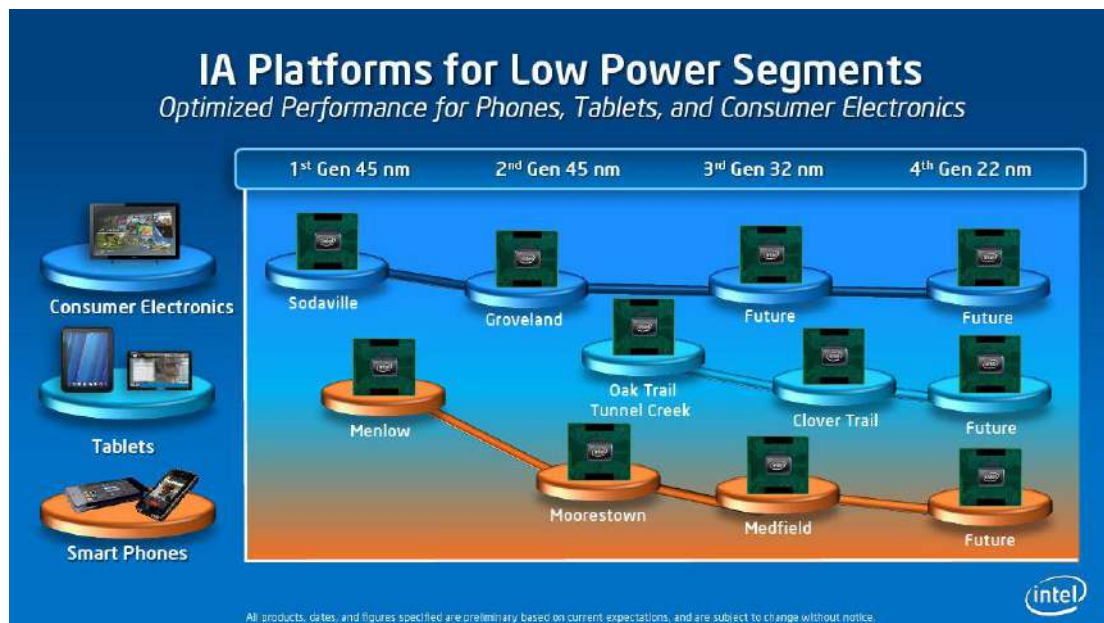 IA Platforms for Low Power Segments
Optimized Performance for Phones, Tablets, and Consumer Electronics
1st Gen 45 nm
2nd Gen 45 nm
3rd Gen 32 nm
4th Gen 22 nm
Consumer Electronics
Sodaville
Groveland
Future
Future
Tablets
Oak Trail
Tunnel Creek
Clover Trail
Future
Menlow
Smart Phones
Moorestown
Medfield
Future
intel
All products, dates, and figures specified are preliminary based on current expectations, and are subject to change without notice.